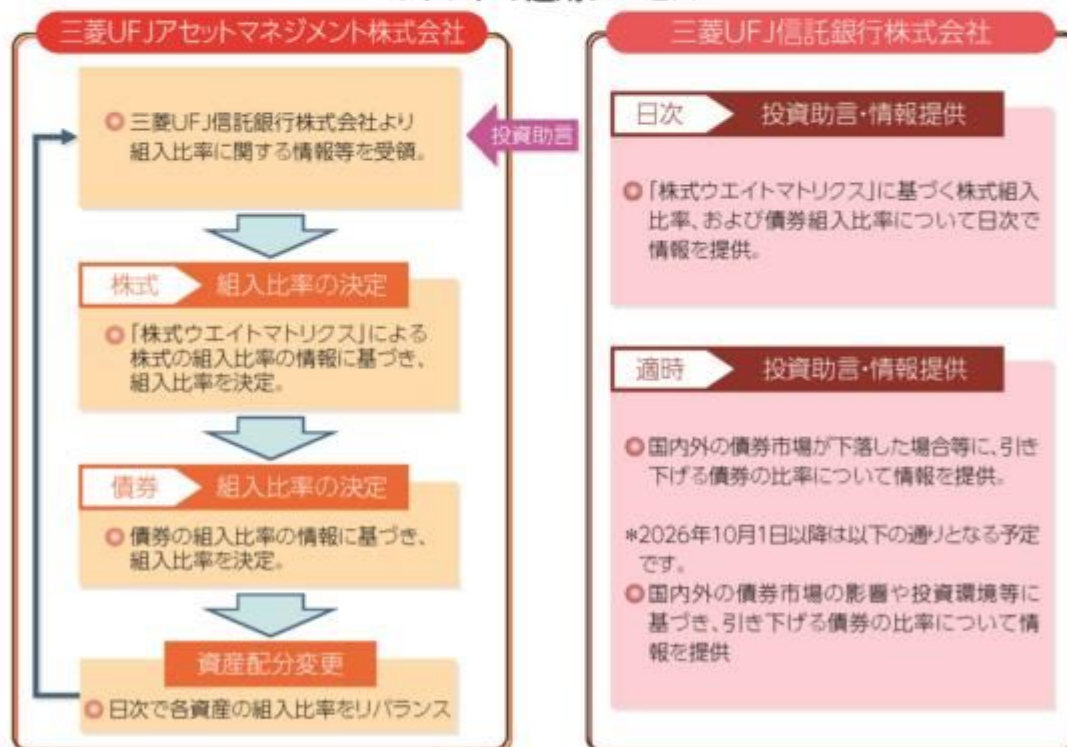 三菱UFJアセットマネジメント株式会社
三菱UFJ信託銀行株式会社
◎三菱UFJ信託銀行株式会社より
組入比率に関する情報等を受領。
投資助言
日次 投資助言・情報提供
◎「株式ウエイトマトリクス」に基づく株式組入
比率、および債券組入比率について日次で
情報を提供。
株式 組入比率の決定
◎「株式ウエイトマトリクス」による
株式の組入比率の情報に基づき、
組入比率を決定。
適時 投資助言・情報提供
◎国内外の債券市場が下落した場合等に、引き
下げる債券の比率について情報を提供。
*2026年10月1日以降は以下の通りとなる予定
です。
◎国内外の債券市場の影響や投資環境等に
基づき、引き下げる債券の比率について情
報を提供
債券 組入比率の決定
◎債券の組入比率の情報に基づき、
組入比率を決定。
資産配分変更
◎日次で各資産の組入比率をリバランス